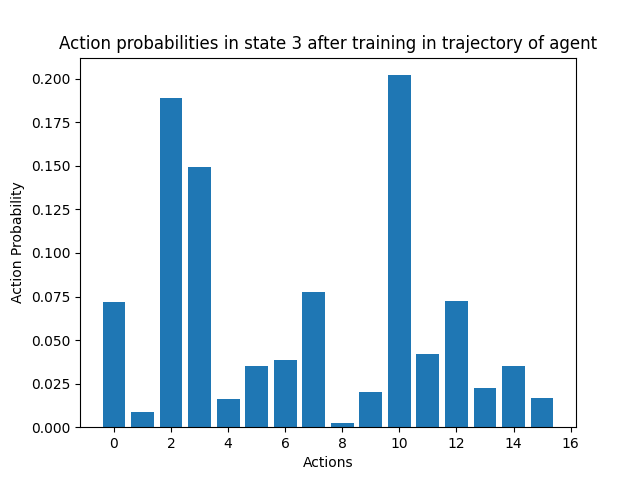 Action probabilities in state 3 after training in trajectory of agent
Action Probability
0.200
0.175
0.150
0.125
0.100
0.075
0.050
0.025
0.000
0 2 4 6 8 10 12 14 16
Actions